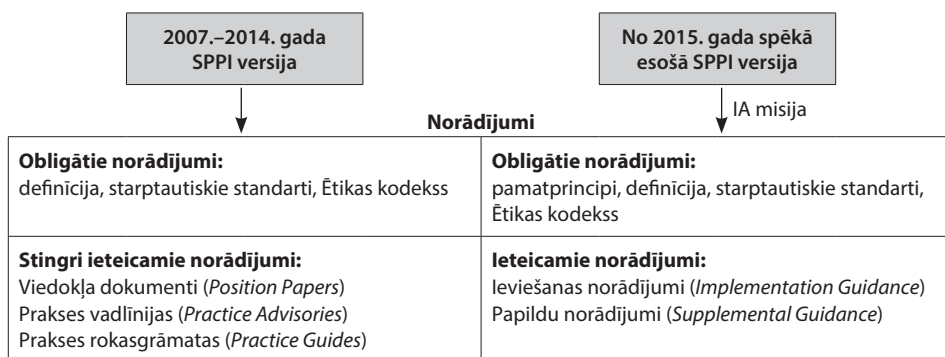 2007.–2014. gada
SPPI versija
No 2015. gada spēkā
esošā SPPI versija
IA misija
Norādījumi
Obligātie norādījumi:
definīcija, starptautiskie standarti, Ētikas kodekss
Obligātie norādījumi:
pamatprincipi, definīcija, starptautiskie standarti,
Ētikas kodekss
Stingri ieteicamie norādījumi:
Viedokļa dokumenti (Position Papers)
Prakses vadlīnijas (Practice Advisories)
Prakses rokasgrāmatas (Practice Guides)
Ieteicamie norādījumi:
Ieviešanas norādījumi (Implementation Guidance)
Papildu norādījumi (Supplemental Guidance)